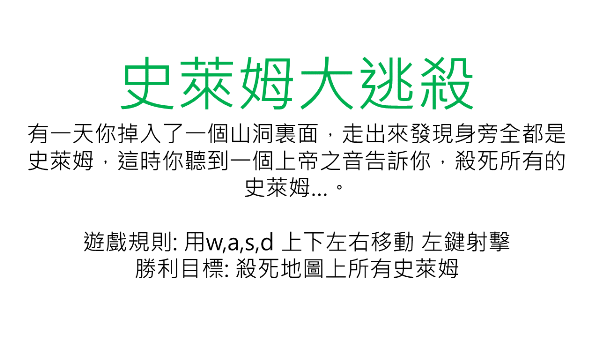 史萊姆大逃殺
有一天你掉入了一個山洞裏面，走出來發現身旁全都是
史萊姆，這時你聽到一個上帝之音告訴你，殺死所有的
史萊姆…。
遊戲規則: 用w,a,s,d 上下左右移動 左鍵射擊
勝利目標: 殺死地圖上所有史萊姆